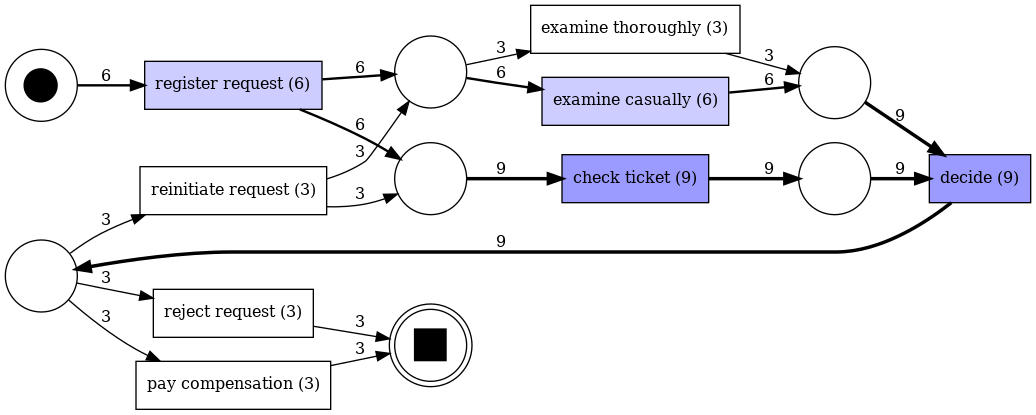 examine thoroughly (3)
3
3
6
register request (6)
6
6
examine casually (6)
6
9
6
3
reinitiate request (3)
3
9
check ticket (9)
9
9
decide (9)
3
9
3
reject request (3)
3
3
pay compensation (3)
3